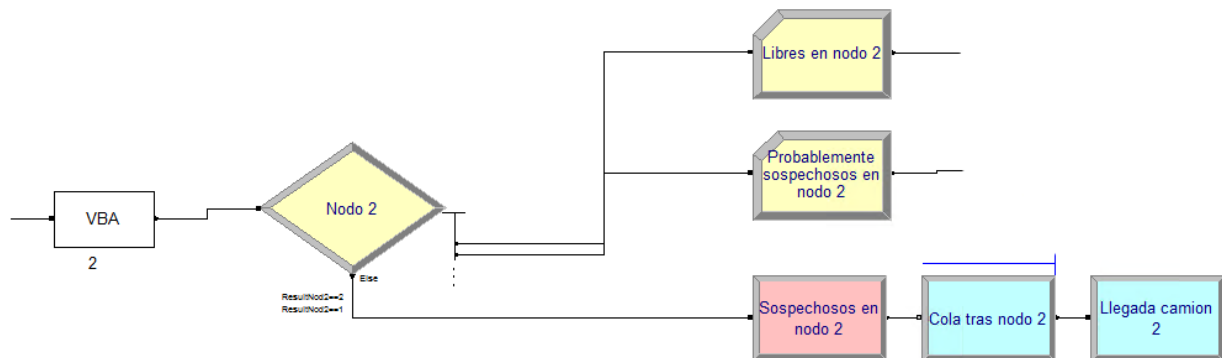 VBA
2
Nodo 2
Else
ResultNod2==2
ResultNod2==1
Libres en nodo 2
Probablemente
sospechosos en
nodo 2
Sospechosos en
nodo 2
Cola tras nodo 2
Llegada camion
2